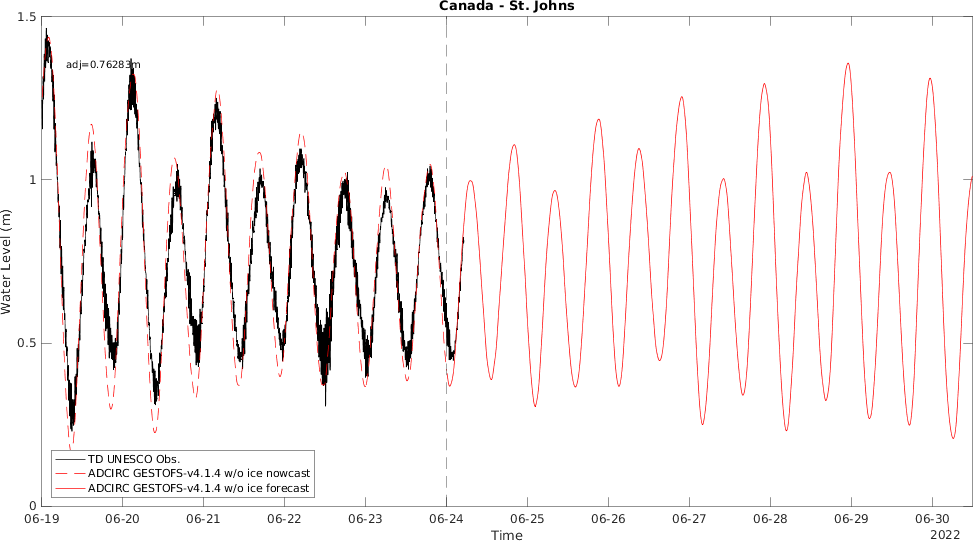 Canada - St. Johns
1.5
adj=0.76283m
1
Water Level (m)
0.5
TD UNESCO Obs.
ADCIRC GESTOFS-v4.1.4 w/o ice nowcast
ADCIRC GESTOFS-v4.1.4 w/o ice forecast
0
06-19 06-20 06-21 06-22 06-23 06-24 06-25 06-26 06-27 06-28 06-29 06-30
Time
2022